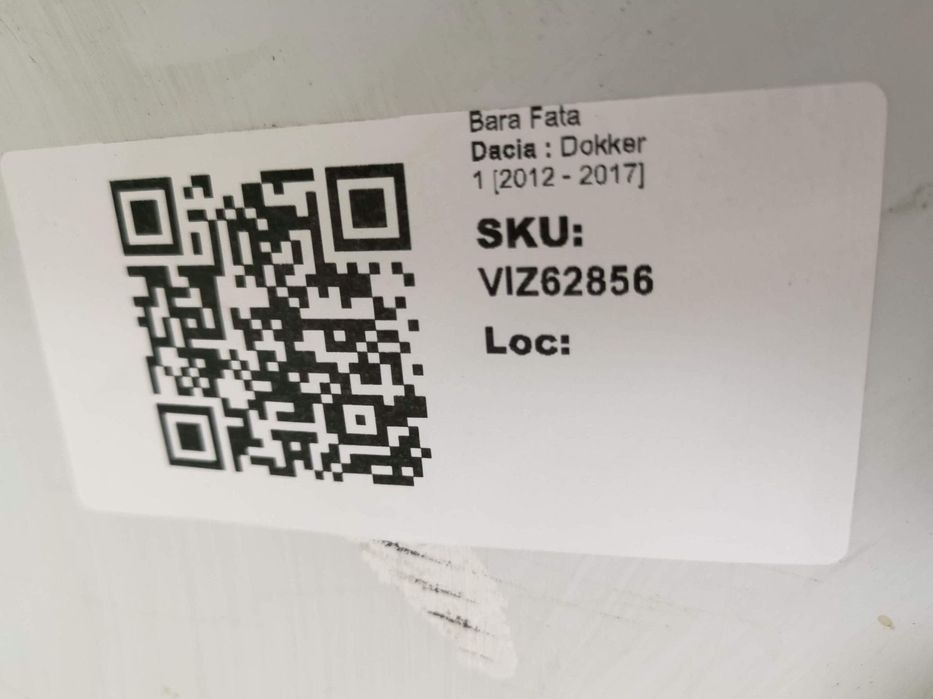 Bara Fata
Dacia : Dokker
1 [2012 - 2017]
SKU:
VIZ62856
Loc: